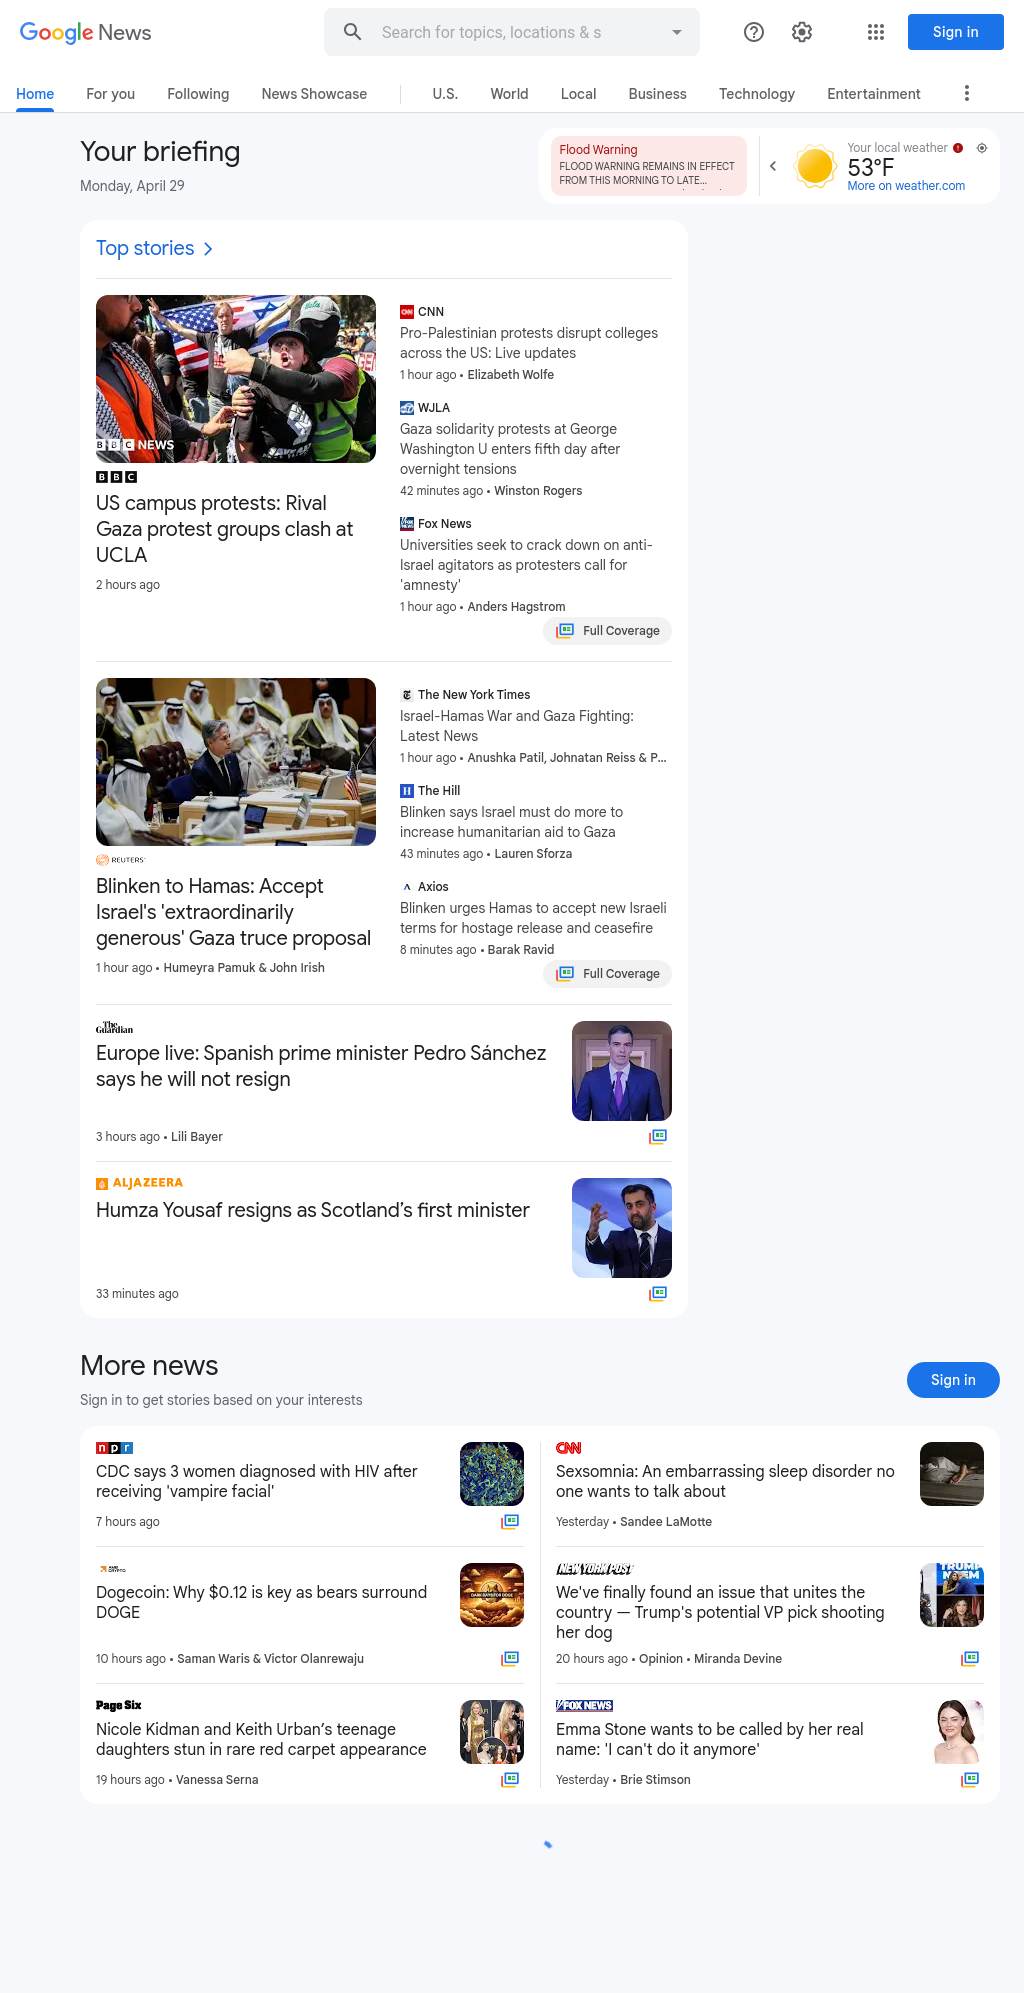 Google News
Search for topics, locations & s
Sign in
Home
For you
Following
News Showcase
U.S.
World
Local
Business
Technology
Entertainment
Your briefing
Monday, April 29
Flood Warning
FLOOD WARNING REMAINS IN EFFECT
FROM THIS MORNING TO LATE…
Your local weather
53°F
More on weather.com
Top stories
BBC NEWS
BBC
US campus protests: Rival
Gaza protest groups clash at
UCLA
2 hours ago
CNN
Pro-Palestinian protests disrupt colleges
across the US: Live updates
1 hour ago • Elizabeth Wolfe
WJLA
Gaza solidarity protests at George
Washington U enters fifth day after
overnight tensions
42 minutes ago • Winston Rogers
Fox News
Universities seek to crack down on anti-
Israel agitators as protesters call for
'amnesty'
1 hour ago • Anders Hagstrom
Full Coverage
REUTERS
Blinken to Hamas: Accept
Israel's 'extraordinarily
generous' Gaza truce proposal
1 hour ago • Humeyra Pamuk & John Irish
The New York Times
Israel-Hamas War and Gaza Fighting:
Latest News
1 hour ago • Anushka Patil, Johnatan Reiss & P…
The Hill
Blinken says Israel must do more to
increase humanitarian aid to Gaza
43 minutes ago • Lauren Sforza
Axios
Blinken urges Hamas to accept new Israeli
terms for hostage release and ceasefire
8 minutes ago • Barak Ravid
Full Coverage
The Guardian
Europe live: Spanish prime minister Pedro Sánchez
says he will not resign
3 hours ago • Lili Bayer
ALJAZEERA
Humza Yousaf resigns as Scotland’s first minister
33 minutes ago
More news
Sign in to get stories based on your interests
Sign in
npr
CDC says 3 women diagnosed with HIV after
receiving 'vampire facial'
7 hours ago
CNN
Sexsomnia: An embarrassing sleep disorder no
one wants to talk about
Yesterday • Sandee LaMotte
Dogecoin: Why $0.12 is key as bears surround
DOGE
10 hours ago • Saman Waris & Victor Olanrewaju
NEW YORK POST
We've finally found an issue that unites the
country — Trump's potential VP pick shooting
her dog
20 hours ago • Opinion • Miranda Devine
Page Six
Nicole Kidman and Keith Urban’s teenage
daughters stun in rare red carpet appearance
19 hours ago • Vanessa Serna
FOX NEWS
Emma Stone wants to be called by her real
name: 'I can't do it anymore'
Yesterday • Brie Stimson